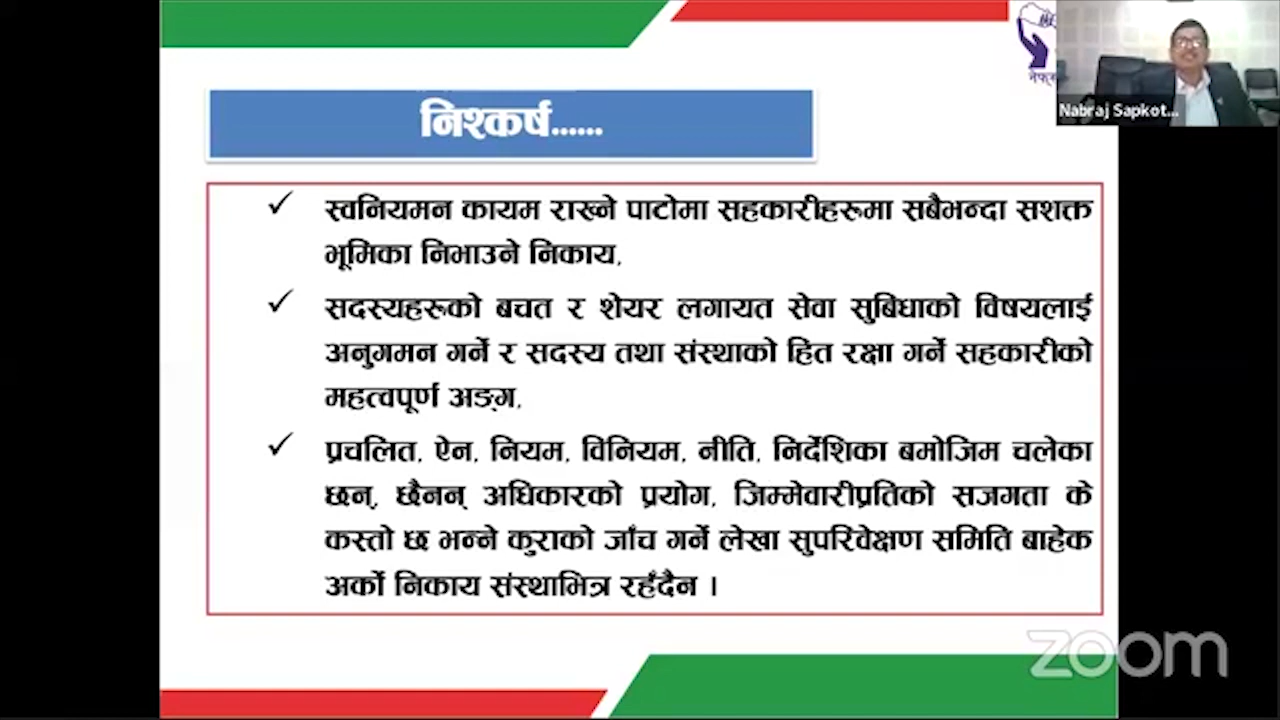 निश्कर्ष......
स्वनियमन कायम राख्ने पाटोमा सहकारीहरूमा सबैभन्दा सशक्त
भूमिका निभाउने निकाय,
सदस्यहरूको बचत र शेयर लगायत सेवा सुबिधाको विषयलाई
अनुगमन गर्ने र सदस्य तथा संस्थाको हित रक्षा गर्ने सहकारीको
महत्वपूर्ण अङ्ग,
प्रचलित, ऐन, नियम, विनियम, नीति, निर्देशिका बमोजिम चलेका
छन्, छैनन् अधिकारको प्रयोग, जिम्मेवारीप्रतिको सजगता के
कस्तो छ भन्ने कुराको जाँच गर्ने लेखा सुपरिवेक्षण समिति बाहेक
अर्को निकाय संस्थाभित्र रहँदैन ।
Nabraj Sapkot...
zoom